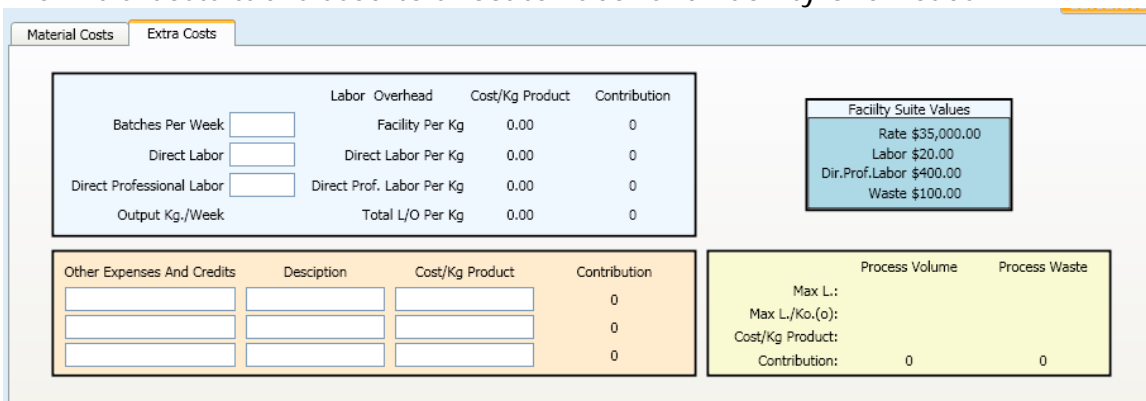 Material Costs Extra Costs
Labor Overhead Cost/Kg Product Contribution
Batches Per Week Facility Per Kg 0.00 0
Direct Labor Direct Labor Per Kg 0.00 0
Direct Professional Labor Direct Prof. Labor Per Kg 0.00 0
Output Kg./Week Total L/O Per Kg 0.00 0
Faciilty Suite Values
Rate $35,000.00
Labor $20.00
Dir.Prof.Labor $400.00
Waste $100.00
Other Expenses And Credits Desciption Cost/Kg Product Contribution
0
0
0
Process Volume Process Waste
Max L.:
Max L./Ko.(o):
Cost/Kg Product:
Contribution: 0 0